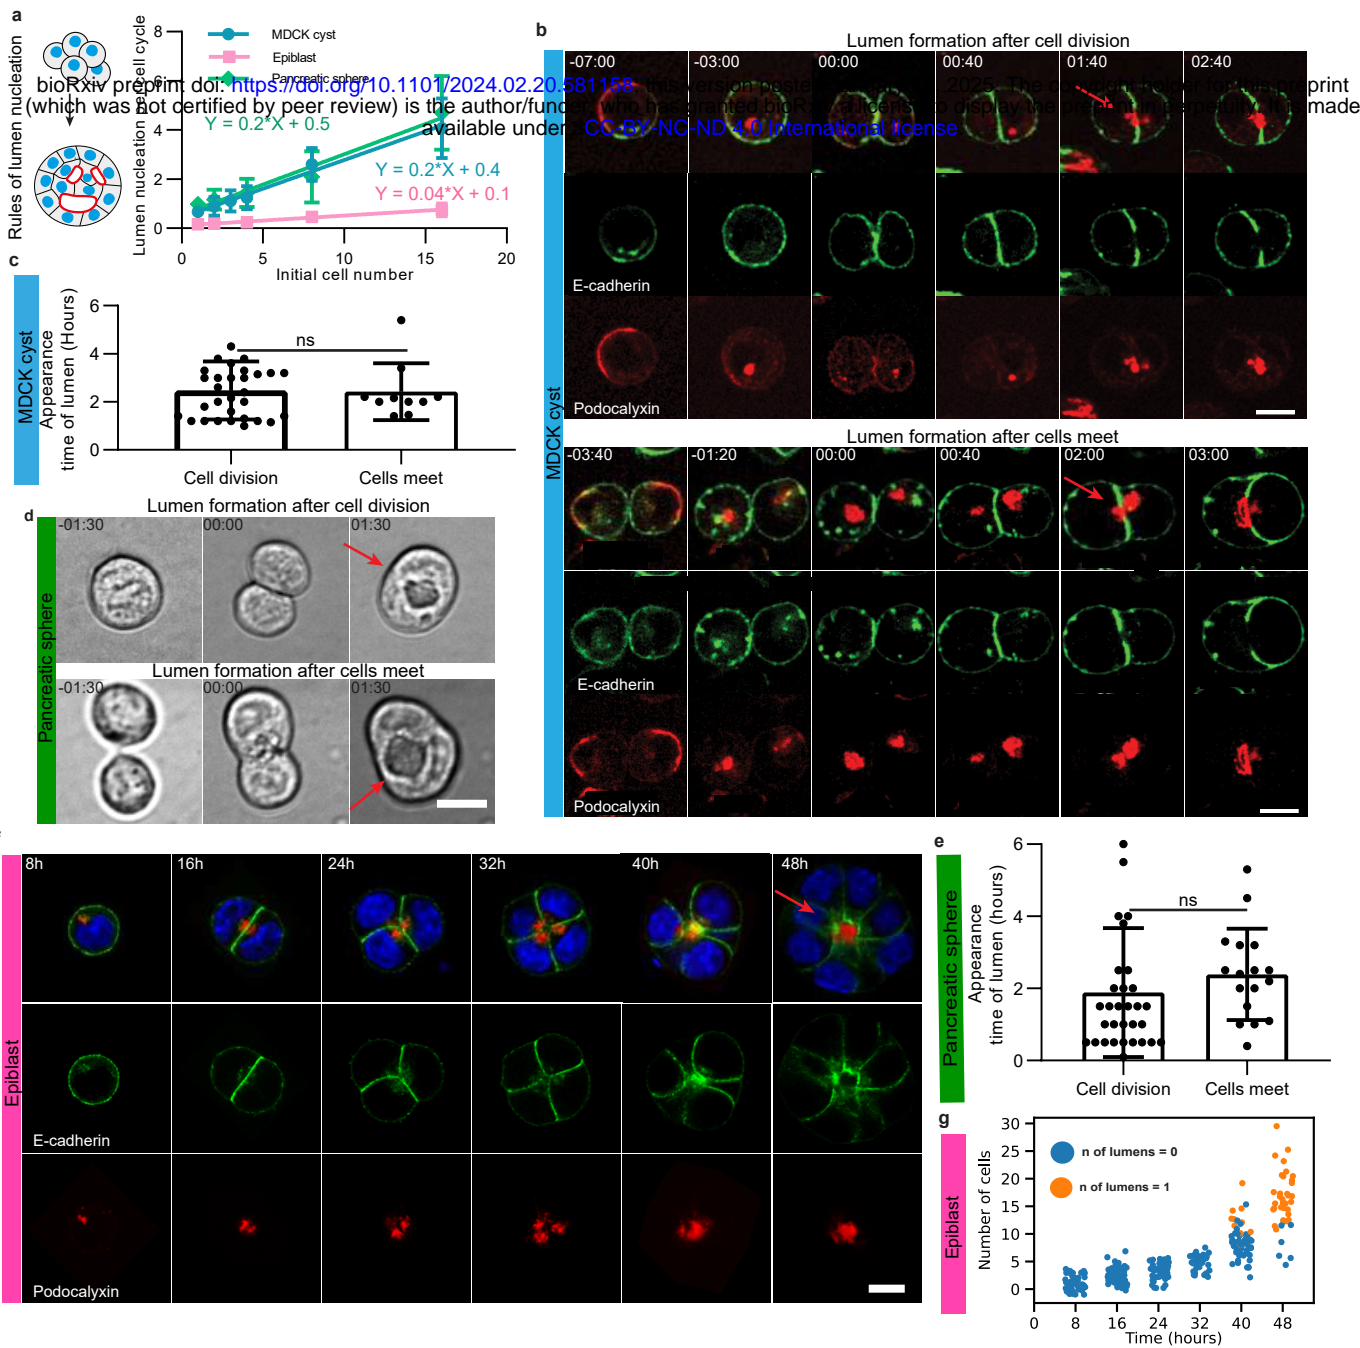 a
Rules of lumen nucleation
Lumen nucleation per cell cycle
8
6
4
2
0
0
5
10
15
20
Initial cell number
MDCK cyst
Epiblast
Pancreatic sphere
Y = 0.2*X + 0.5
Y = 0.2*X + 0.4
Y = 0.04*X + 0.1
bioRxiv preprint doi: https://doi.org/10.1101/2024.02.20.581158; this version posted 2025. The copyright holder for this preprint
(which was not certified by peer review) is the author/funder, who has granted bioRxiv a license to display the preprint in perpetuity. It is made
available under CC-BY-NC-ND 4.0 International license
b
MDCK cyst
Lumen formation after cell division
-07:00
-03:00
00:00
00:40
01:40
02:40
E-cadherin
Podocalyxin
Lumen formation after cells meet
-03:40
-01:20
00:00
00:40
02:00
03:00
E-cadherin
Podocalyxin
c
MDCK cyst
Appearance
time of lumen (Hours)
6
4
2
0
ns
Cell division
Cells meet
d
Pancreatic sphere
Lumen formation after cell division
-01:30
00:00
01:30
Lumen formation after cells meet
-01:30
00:00
01:30
Epiblast
8h
16h
24h
32h
40h
48h
E-cadherin
Podocalyxin
e
Pancreatic sphere
Appearance
time of lumen (hours)
6
4
2
0
ns
Cell division
Cells meet
g
Epiblast
Number of cells
30
25
20
15
10
5
0
n of lumens = 0
n of lumens = 1
0
8
16
24
32
40
48
Time (hours)